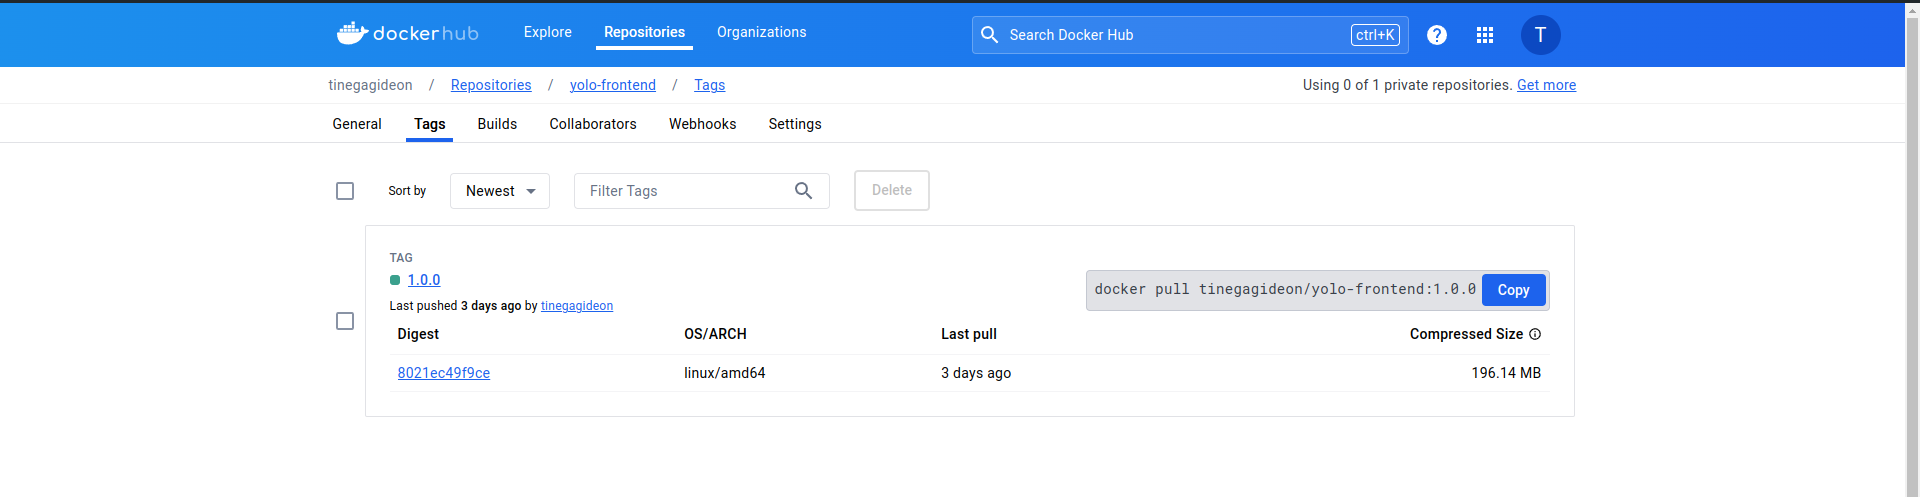 dockerhub Explore Repositories Organizations Search Docker Hub ctrl+K ? T
tinegagideon / Repositories / yolo-frontend / Tags Using 0 of 1 private repositories. Get more
General Tags Builds Collaborators Webhooks Settings
Sort by Newest Filter Tags Delete
TAG
1.0.0
docker pull tinegagideon/yolo-frontend:1.0.0 Copy
Last pushed 3 days ago by tinegagideon
Digest OS/ARCH Last pull Compressed Size
8021ec49f9ce linux/amd64 3 days ago 196.14 MB